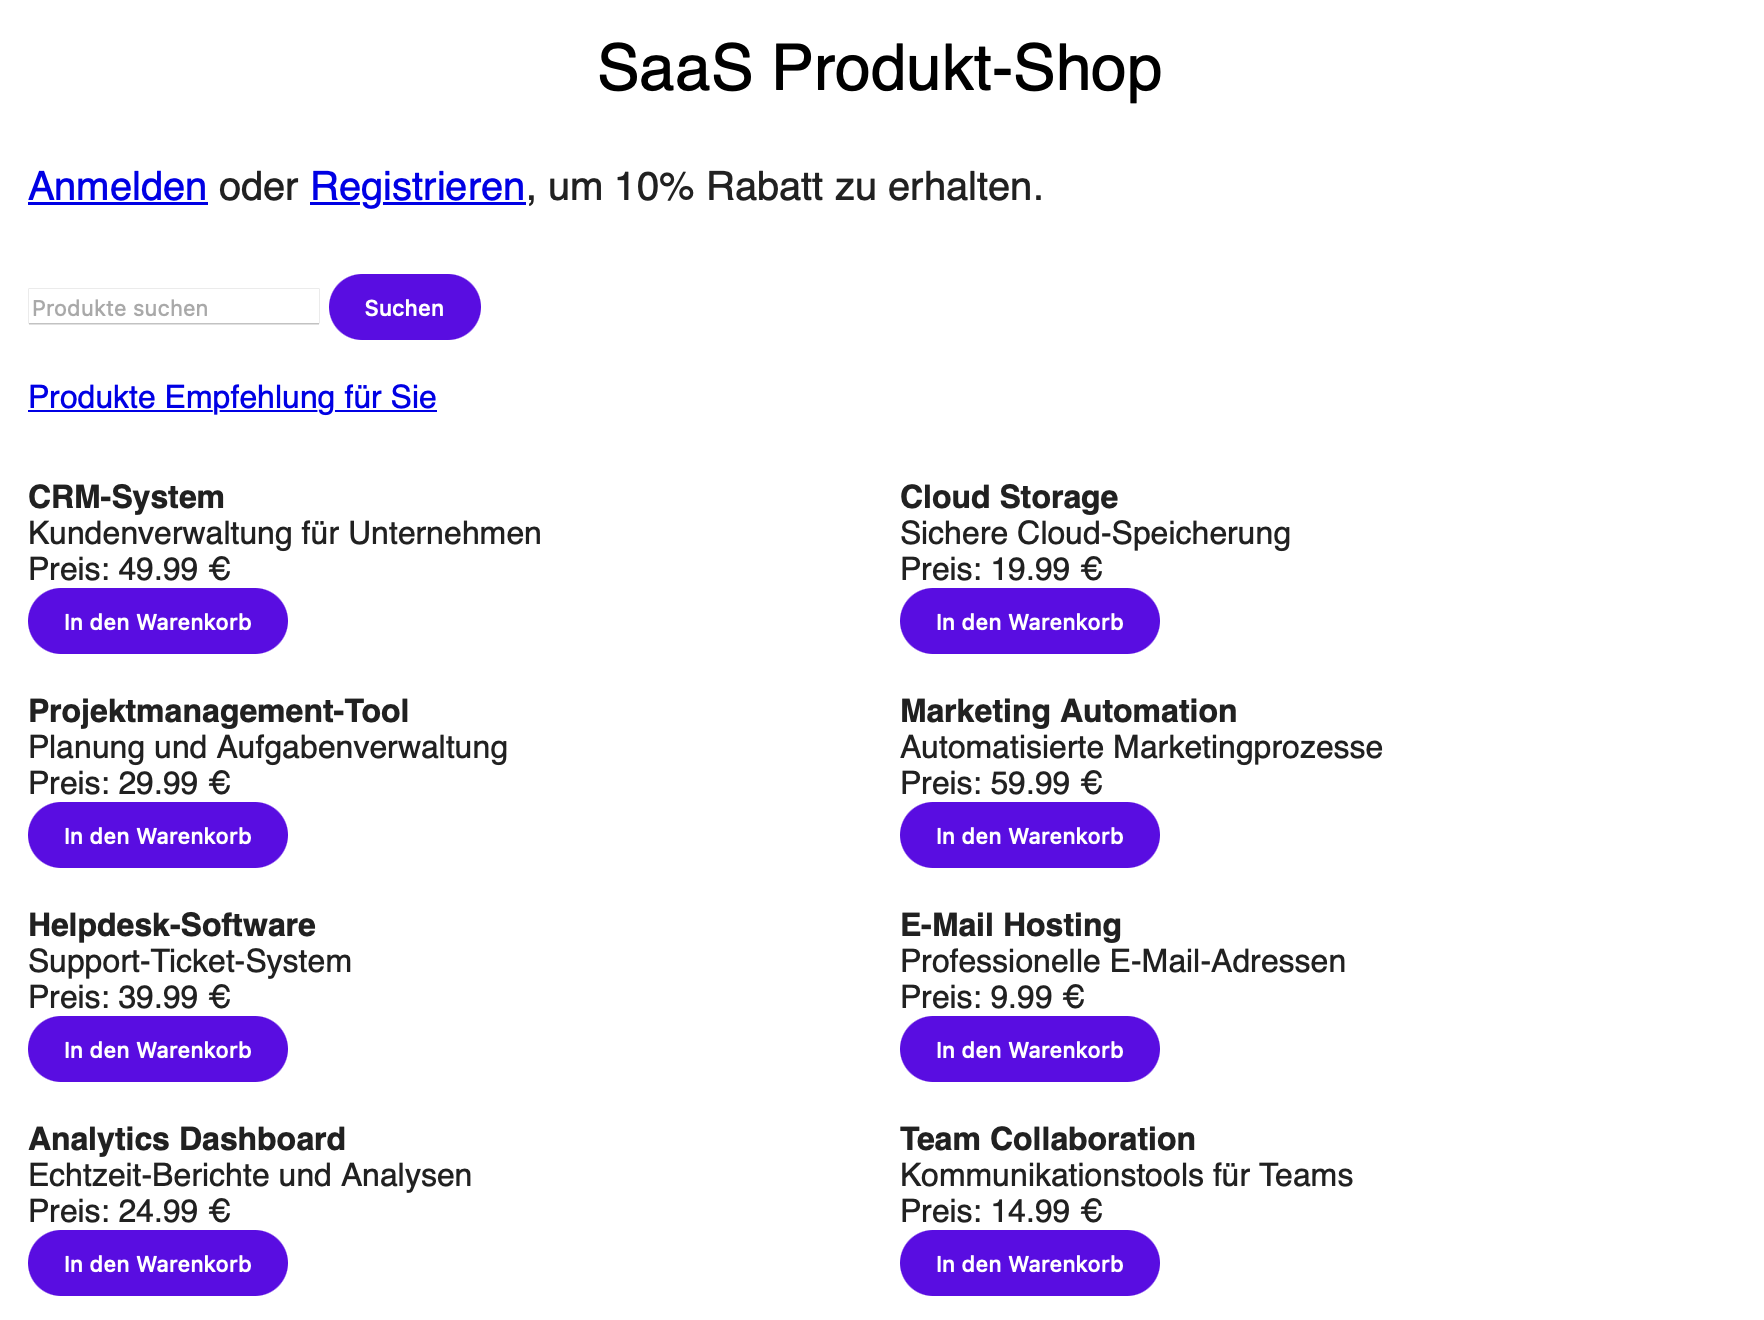 SaaS Produkt-Shop
Anmelden oder Registrieren, um 10% Rabatt zu erhalten.
Produkte suchen Suchen
Produkte Empfehlung für Sie
CRM-System
Kundenverwaltung für Unternehmen
Preis: 49.99 €
In den Warenkorb
Cloud Storage
Sichere Cloud-Speicherung
Preis: 19.99 €
In den Warenkorb
Projektmanagement-Tool
Planung und Aufgabenverwaltung
Preis: 29.99 €
In den Warenkorb
Marketing Automation
Automatisierte Marketingprozesse
Preis: 59.99 €
In den Warenkorb
Helpdesk-Software
Support-Ticket-System
Preis: 39.99 €
In den Warenkorb
E-Mail Hosting
Professionelle E-Mail-Adressen
Preis: 9.99 €
In den Warenkorb
Analytics Dashboard
Echtzeit-Berichte und Analysen
Preis: 24.99 €
In den Warenkorb
Team Collaboration
Kommunikationstools für Teams
Preis: 14.99 €
In den Warenkorb